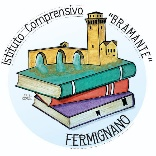 Istituto Comprensivo "BRAMANTE"
FERMIGNANO